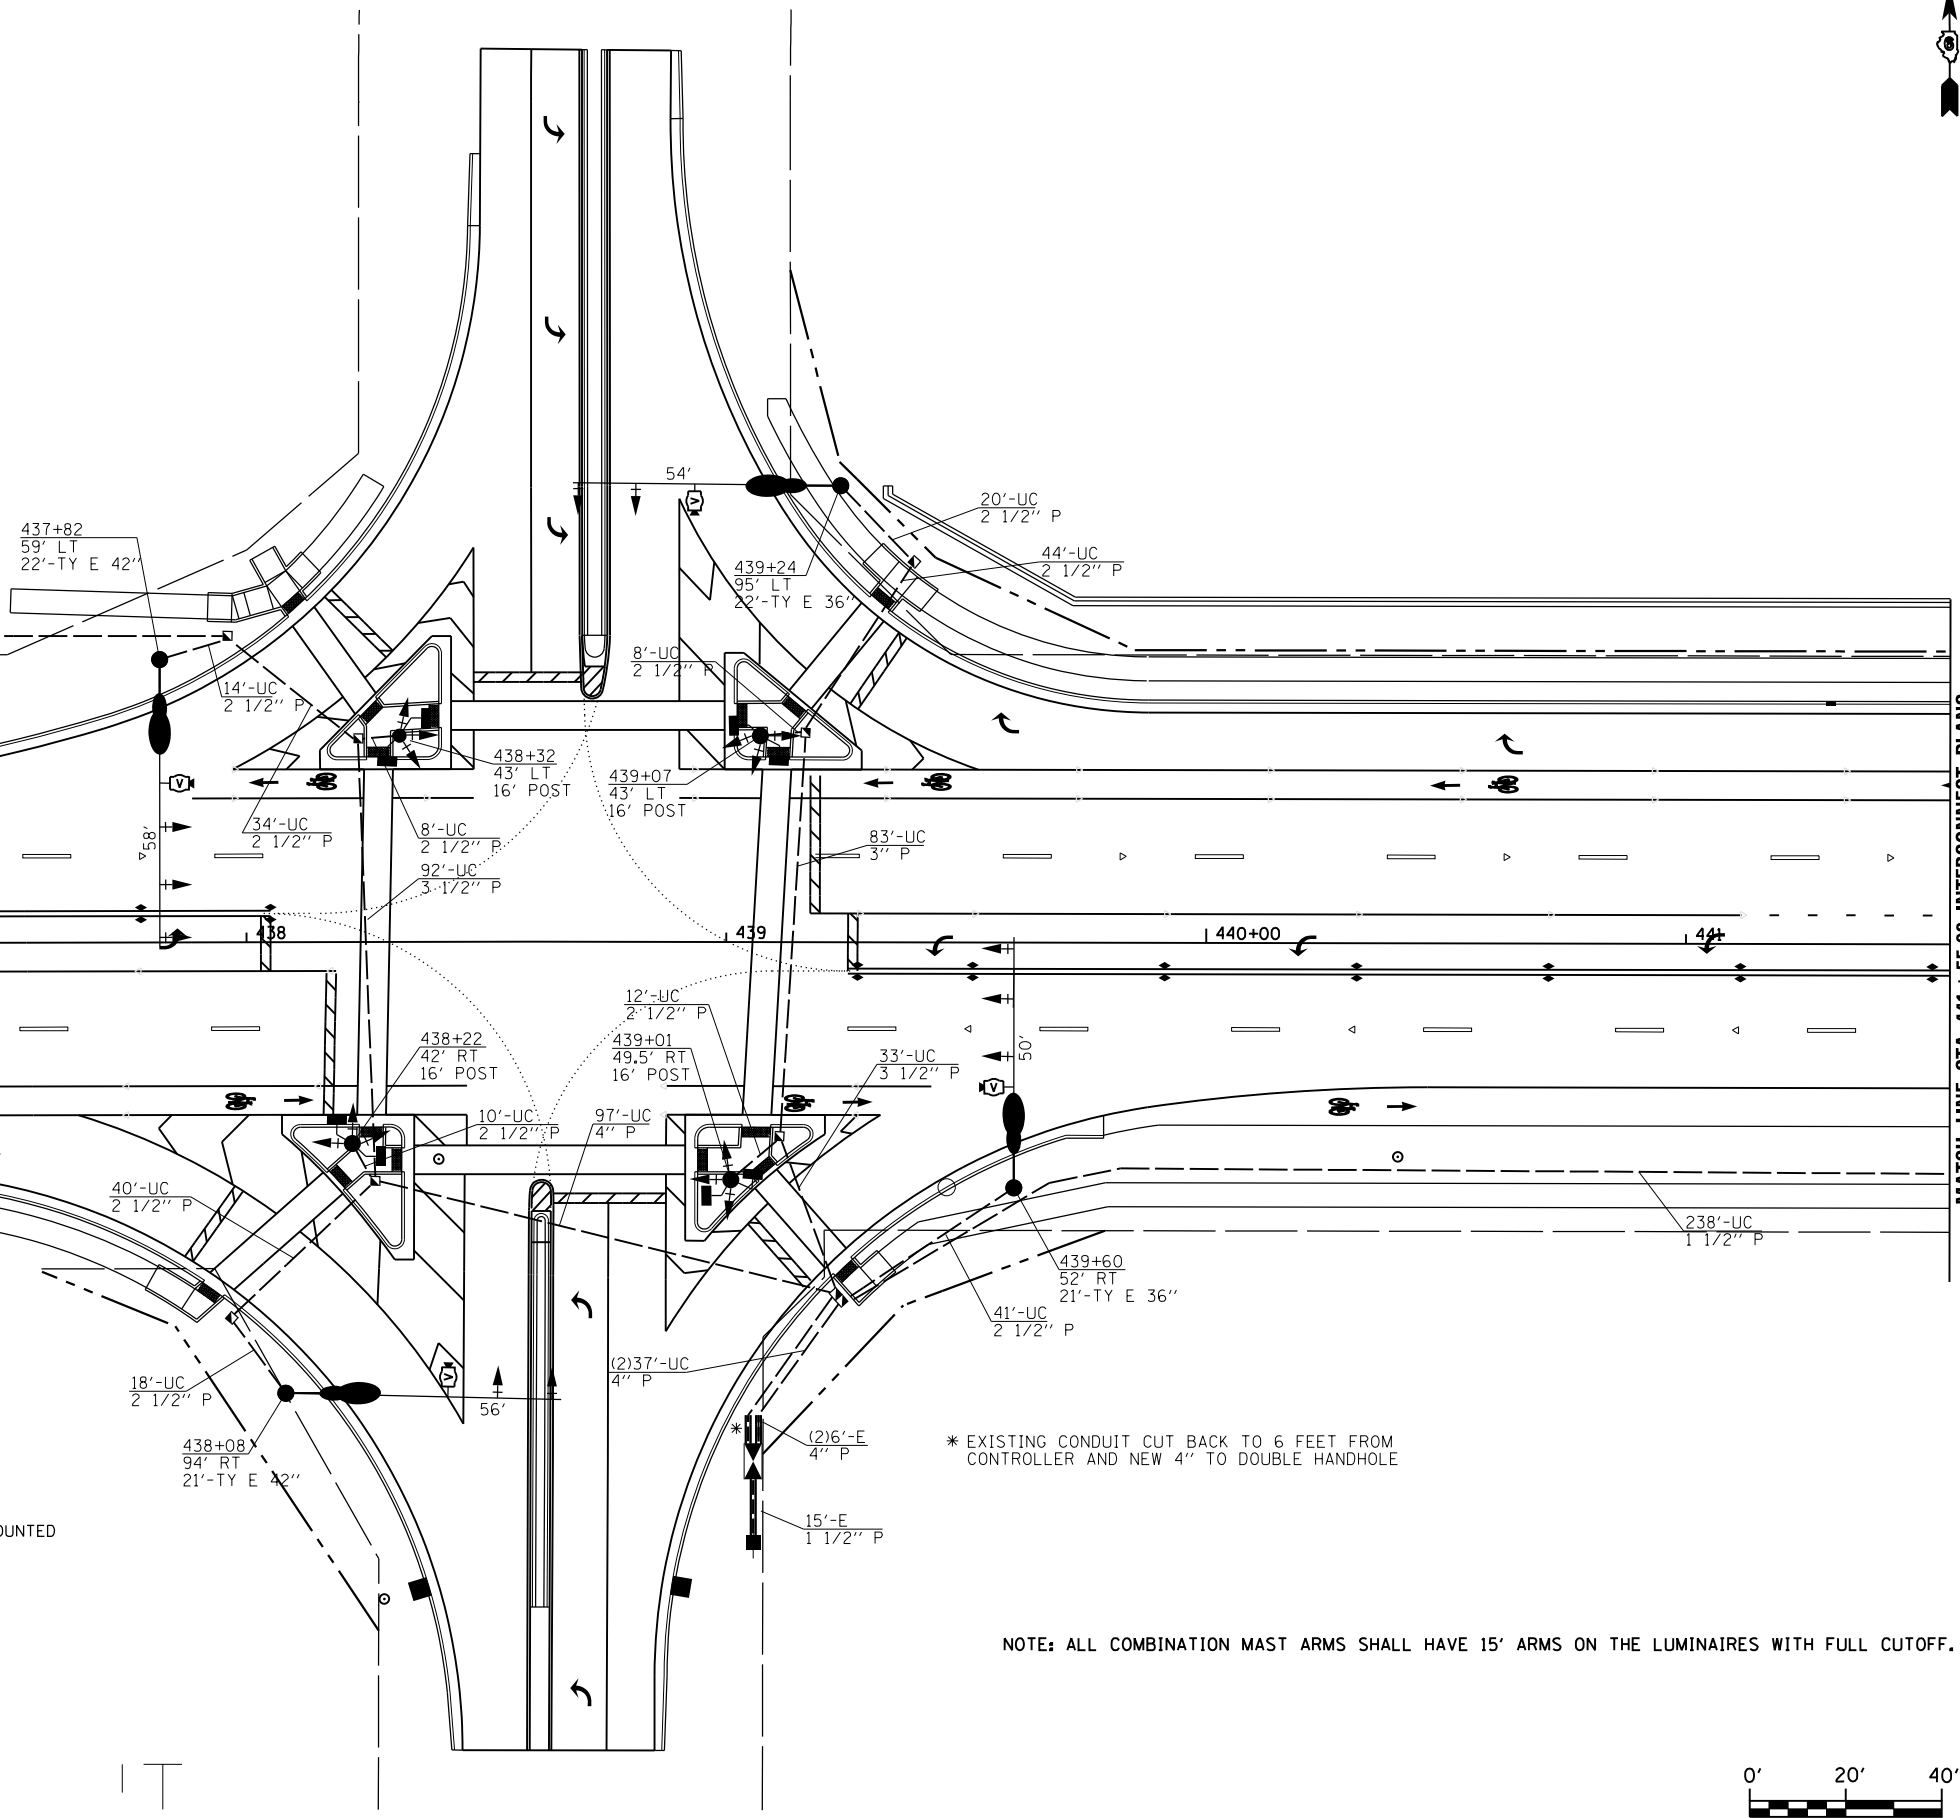 6
54'
20'-UC
2 1/2'' P
437+82
59' LT
22'-TY E 42''
44'-UC
2 1/2'' P
439+24
95' LT
22'-TY E 36''
8'-UC
2 1/2'' P
14'-UC
2 1/2'' P
438+32
43' LT
16' POST
439+07
43' LT
16' POST
34'-UC
2 1/2'' P
8'-UC
2 1/2'' P
83'-UC
3'' P
58'
V
V
92'-UC
3 1/2'' P
438
439
440+00
441
12'-UC
2 1/2'' P
438+22
42' RT
16' POST
439+01
49.5' RT
16' POST
50'
33'-UC
3 1/2'' P
V
10'-UC
2 1/2'' P
97'-UC
4'' P
40'-UC
2 1/2'' P
238'-UC
1 1/2'' P
439+60
52' RT
21'-TY E 36''
41'-UC
2 1/2'' P
(2)37'-UC
4'' P
V
18'-UC
2 1/2'' P
56'
438+08
94' RT
21'-TY E 42''
(2)6'-E
4'' P
* EXISTING CONDUIT CUT BACK TO 6 FEET FROM
CONTROLLER AND NEW 4'' TO DOUBLE HANDHOLE
*
15'-E
1 1/2'' P
OUNTED
NOTE: ALL COMBINATION MAST ARMS SHALL HAVE 15' ARMS ON THE LUMINAIRES WITH FULL CUTOFF.
0' 20' 40'